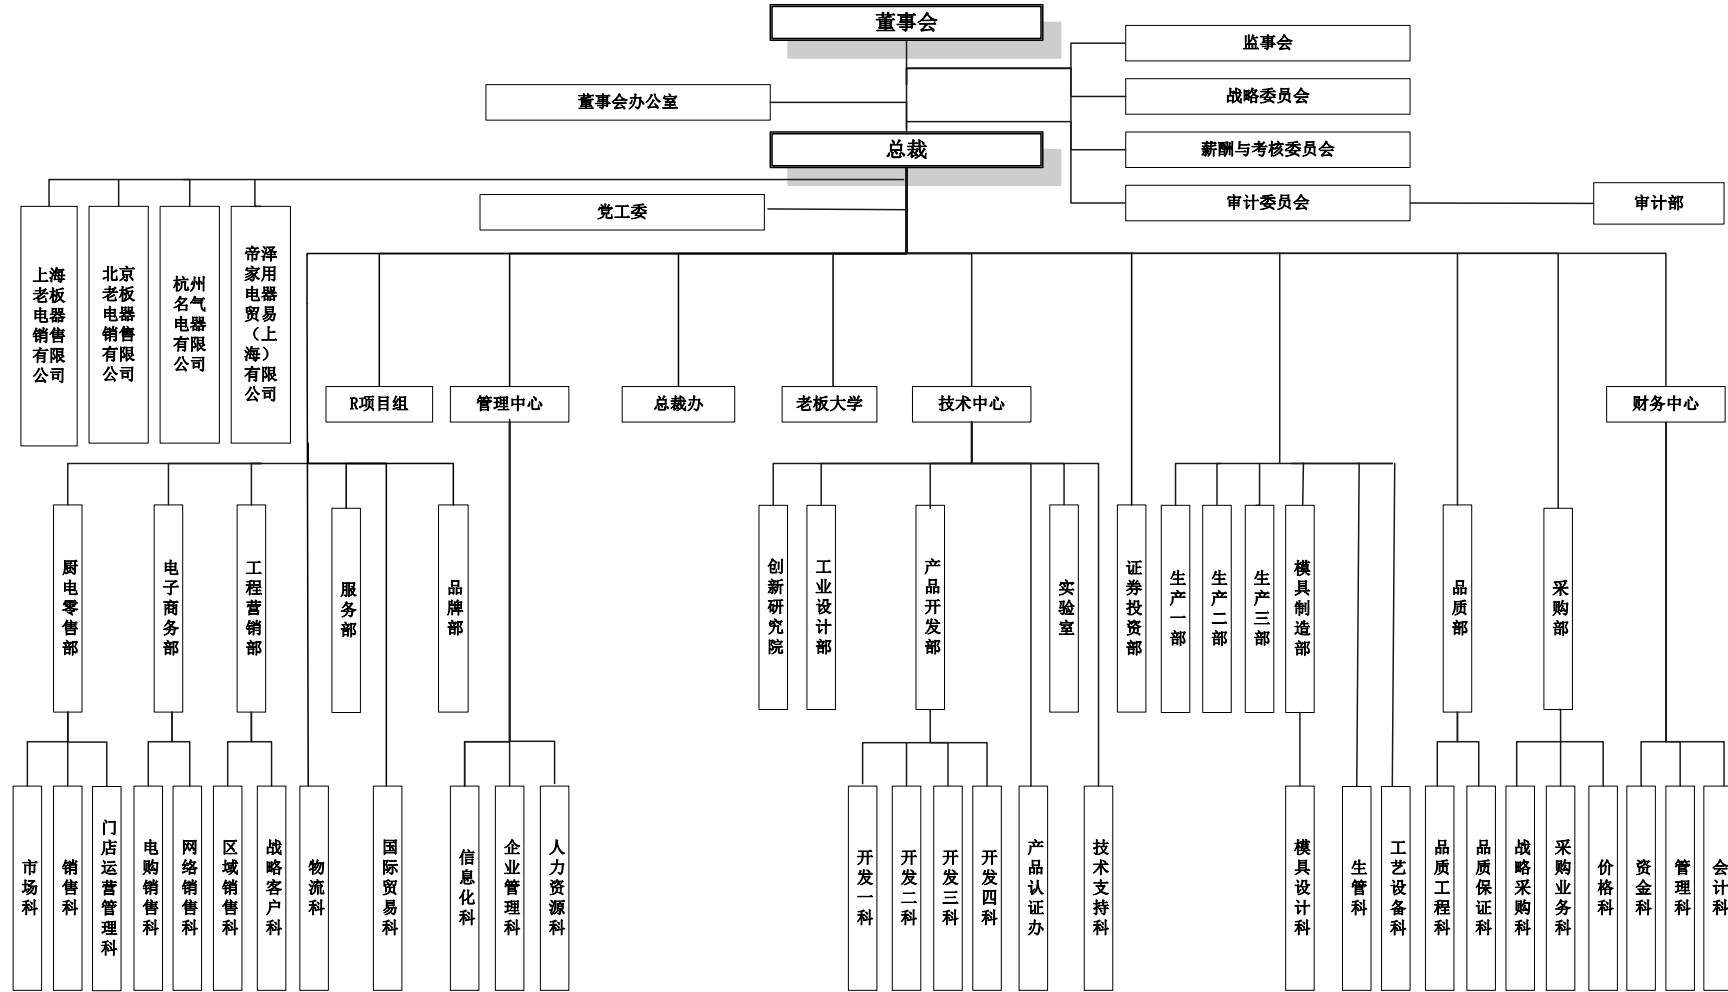 董事会
监事会
董事会办公室
战略委员会
总裁
薪酬与考核委员会
党工委
审计委员会
审计部
上海老板电器销售有限公司
北京老板电器销售有限公司
杭州名气电器有限公司
帝泽家用电器贸易（上海）有限公司
R项目组
管理中心
总裁办
老板大学
技术中心
财务中心
厨电零售部
电子商务部
工程营销部
服务部
品牌部
创新研究院
工业设计部
产品开发部
实验室
证券投资部
生产一部
生产二部
生产三部
模具制造部
品质部
采购部
市场科
销售科
门店运营管理科
电购销售科
网络销售科
区域销售科
战略客户科
物流科
国际贸易科
信息化科
企业管理科
人力资源科
开发一科
开发二科
开发三科
开发四科
产品认证办
技术支持科
模具设计科
生管科
工艺设备科
品质工程科
品质保证科
战略采购科
采购业务科
价格科
资金科
管理科
会计科